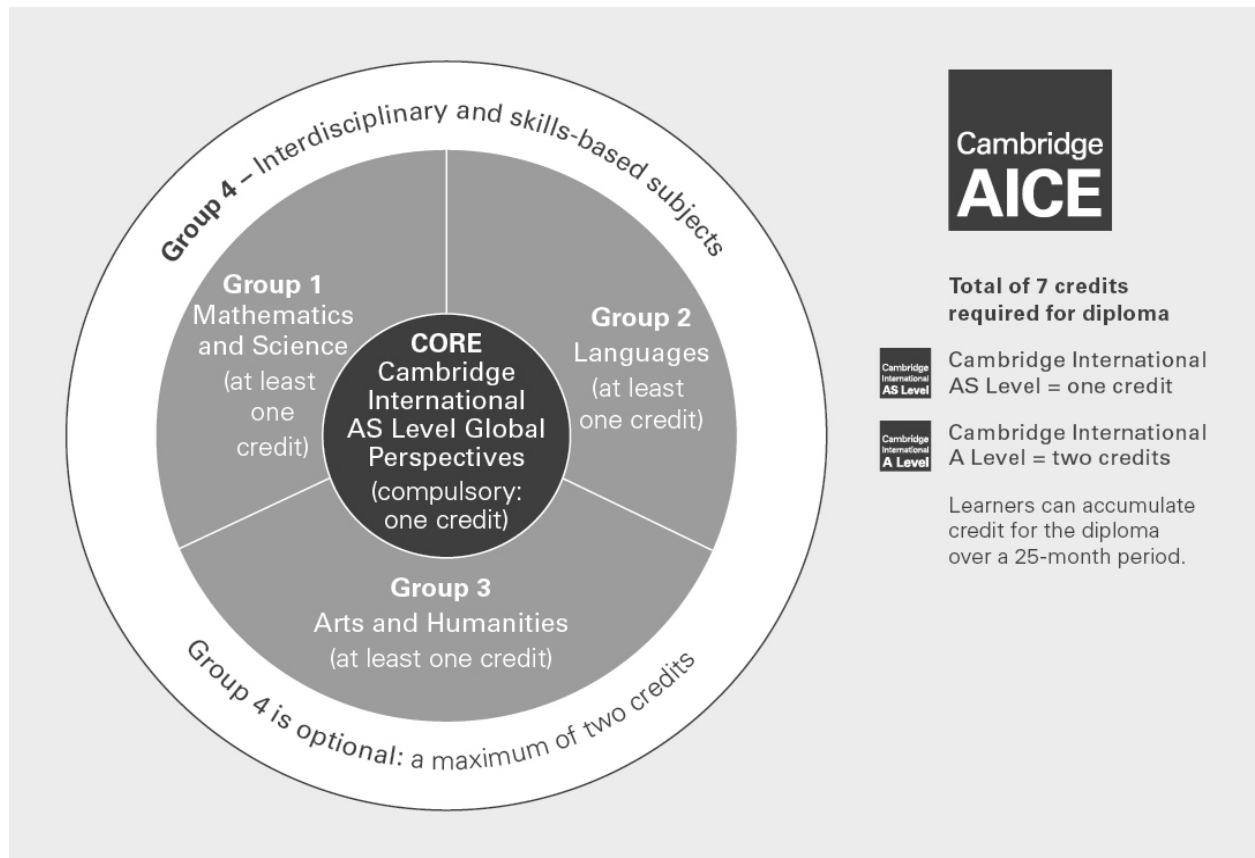 Group 4 – Interdisciplinary and skills-based subjects
Group 1
Mathematics
and Science
(at least
one
credit)
CORE
Cambridge
International
AS Level Global
Perspectives
(compulsory:
one credit)
Group 2
Languages
(at least
one credit)
Group 3
Arts and Humanities
(at least one credit)
Group 4 is optional: a maximum of two credits
Cambridge
AICE
Total of 7 credits
required for diploma
Cambridge
International
AS Level
Cambridge International
AS Level = one credit
Cambridge
International
A Level
Cambridge International
A Level = two credits
Learners can accumulate
credit for the diploma
over a 25-month period.